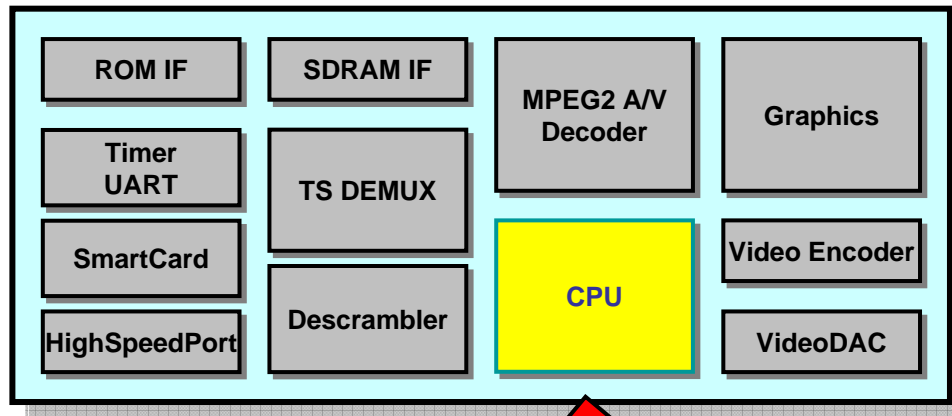 ROM IF
SDRAM IF
MPEG2 A/V
Decoder
Graphics
Timer
UART
TS DEMUX
SmartCard
CPU
Video Encoder
Descrambler
HighSpeedPort
VideoDAC